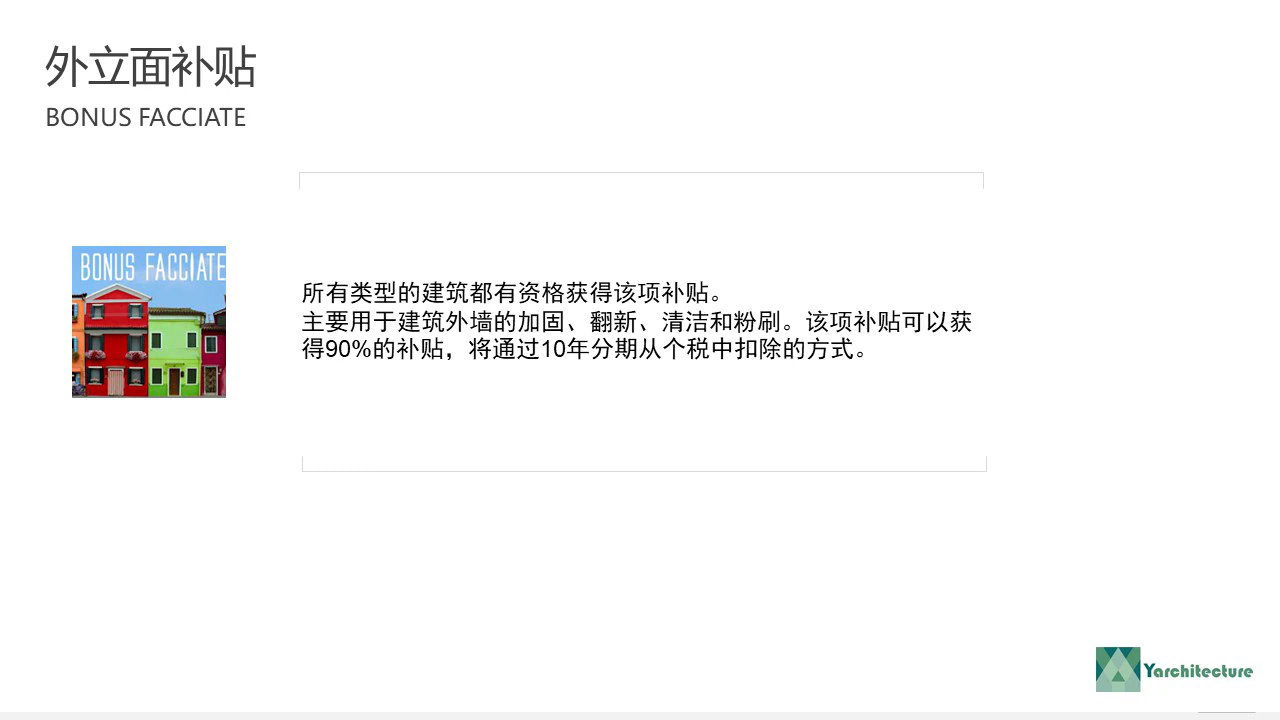 外立面补贴
BONUS FACCIATE
BONUS FACCIATE
所有类型的建筑都有资格获得该项补贴。
主要用于建筑外墙的加固、翻新、清洁和粉刷。该项补贴可以获
得90%的补贴，将通过10年分期从个税中扣除的方式。
Yarchitecture